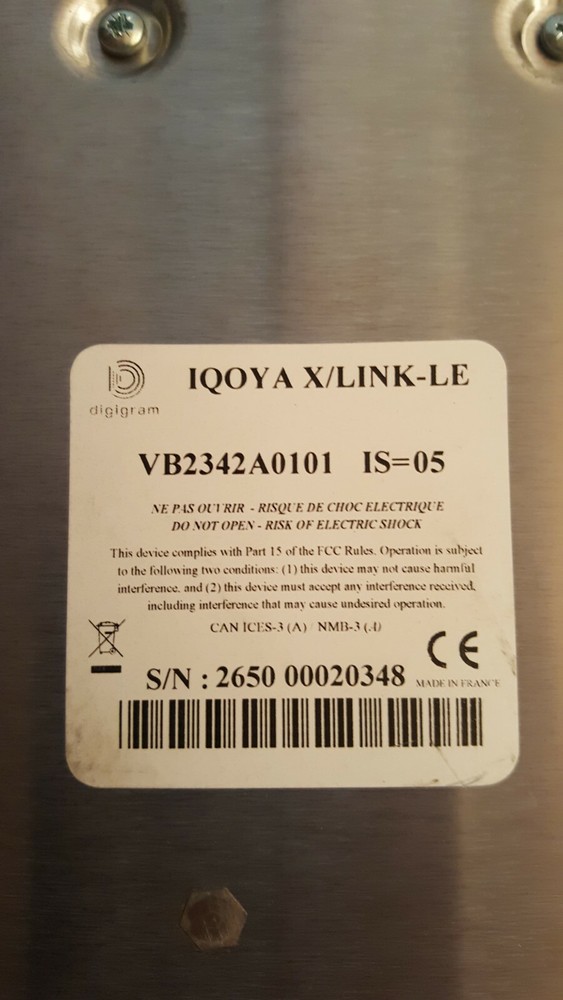 IQOYA X/LINK-LE
digigram
VB2342A0101 IS=05
NE PAS OUVRIR - RISQUE DE CHOC ELECTRIQUE
DO NOT OPEN - RISK OF ELECTRIC SHOCK
This device complies with Part 15 of the FCC Rules. Operation is subject
to the following two conditions: (1) this device may not cause harmful
interference. and (2) this device must accept any interference received,
including interference that may cause undesired operation.
CAN ICES-3 (A) / NMB-3 (A)
CE
S/N : 2650 00020348
MADE IN FRANCE